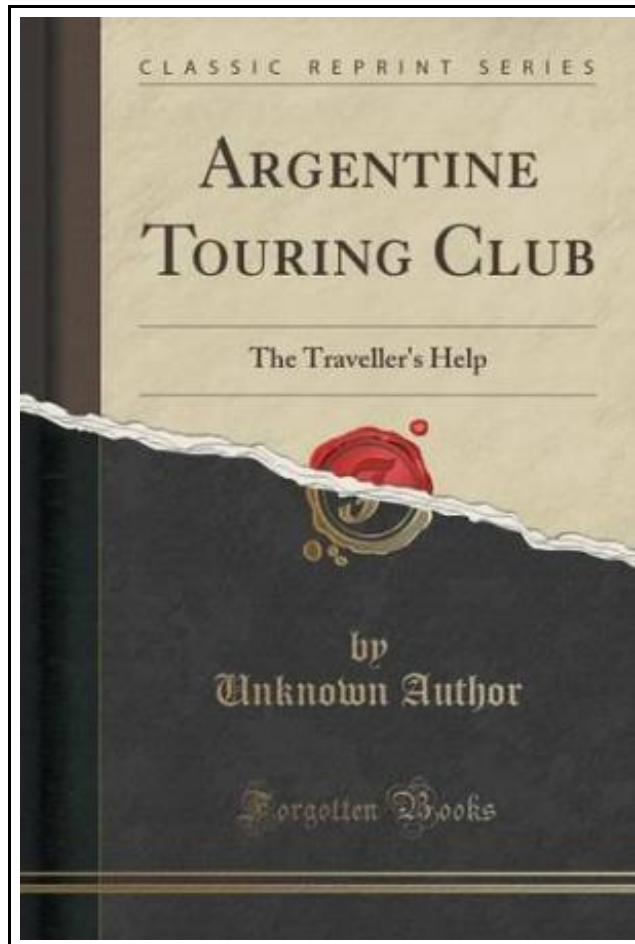 CLASSIC REPRINT SERIES
ARGENTINE
TOURING CLUB
The Traveller's Help
by
Unknown Author
Forgotten Books